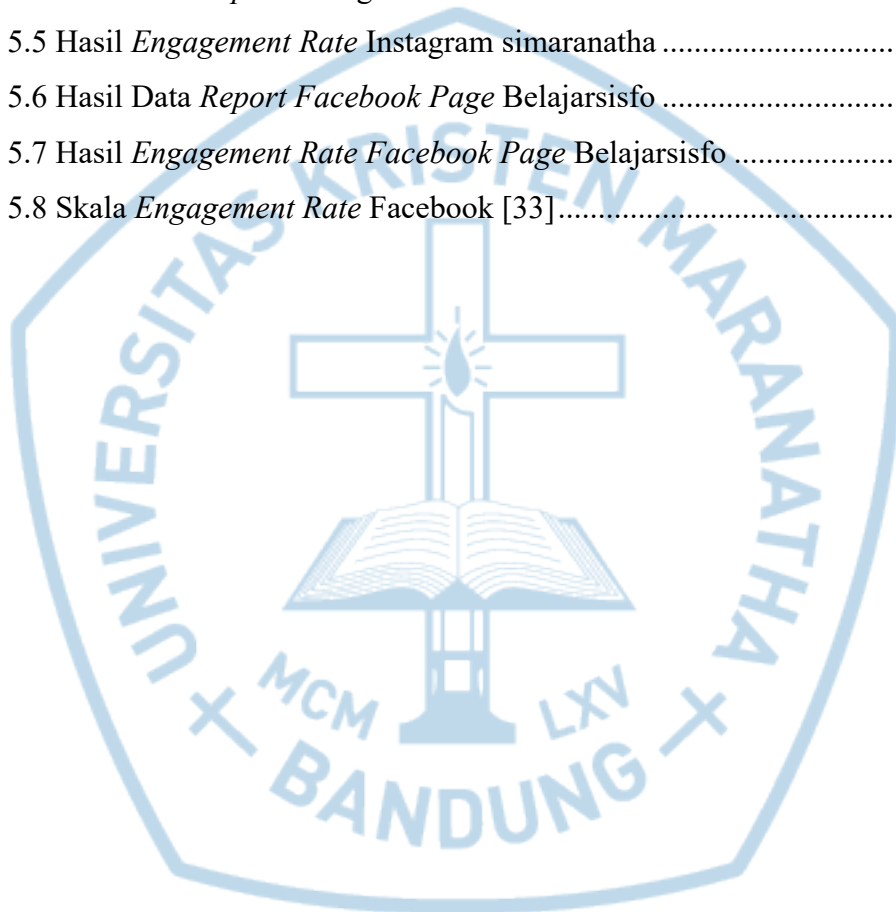 5.5 Hasil Engagement Rate Instagram simaranatha ............................
5.6 Hasil Data Report Facebook Page Belajarsisfo ............................
5.7 Hasil Engagement Rate Facebook Page Belajarsisfo ...................
5.8 Skala Engagement Rate Facebook [33] .........................................
UNIVERSITAS KRISTEN MARANATHA
MCM LXV
BANDUNG